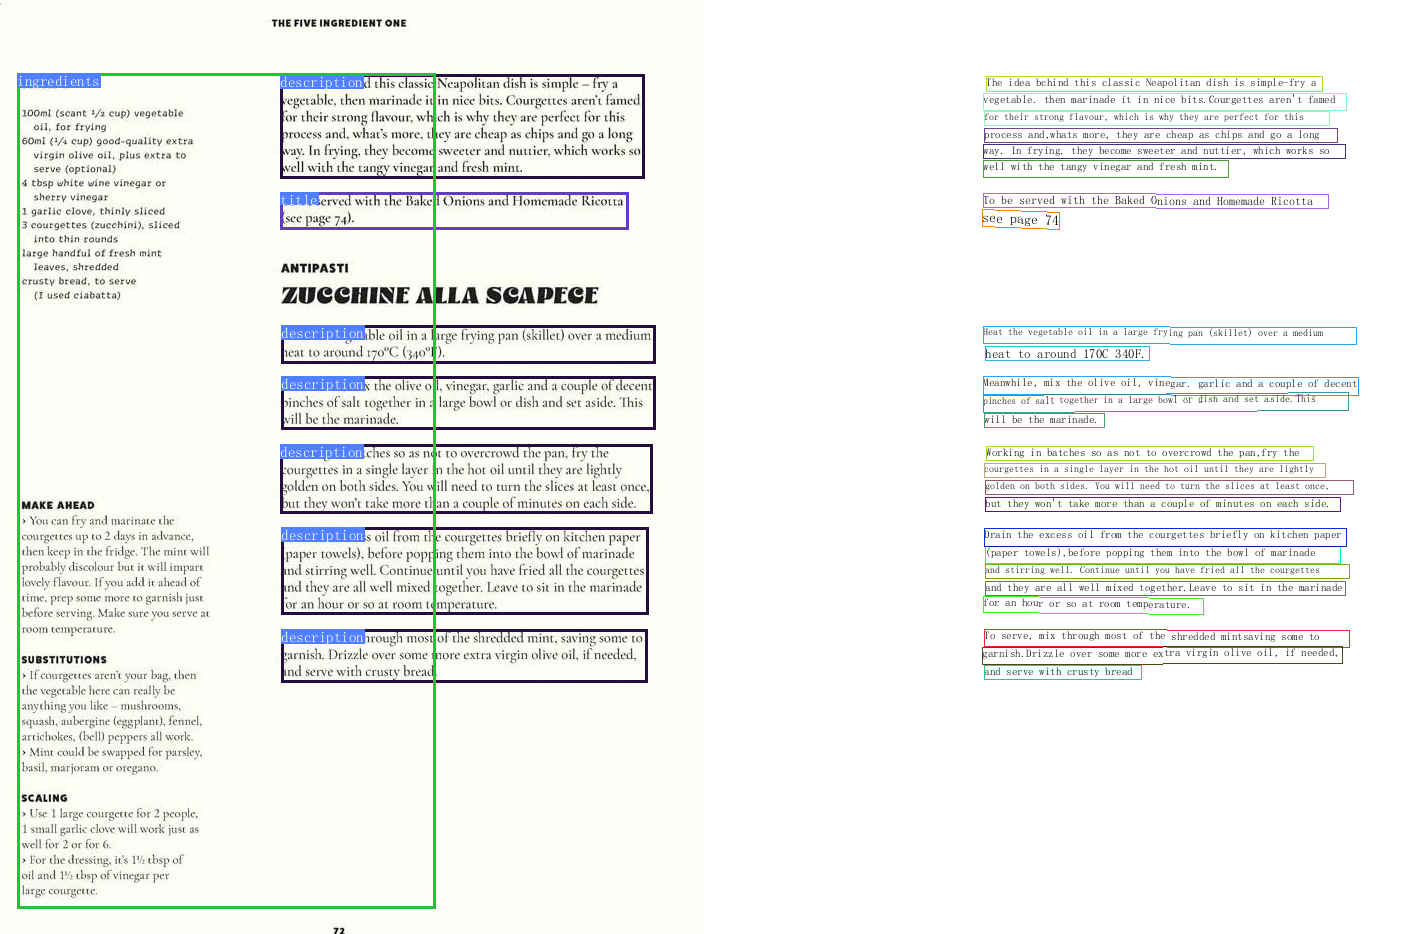 THE FIVE INGREDIENT ONE
ingredients
100ml (scant ½ cup) vegetable
oil, for frying
60ml (¼ cup) good-quality extra
virgin olive oil, plus extra to
serve (optional)
4 tbsp white wine vinegar or
sherry vinegar
1 garlic clove, thinly sliced
3 courgettes (zucchini), sliced
into thin rounds
large handful of fresh mint
leaves, shredded
crusty bread, to serve
(I used ciabatta)
MAKE AHEAD
› You can fry and marinate the
courgettes up to 2 days in advance,
then keep in the fridge. The mint will
probably discolour but it will impart
lovely flavour. If you add it ahead of
time, prep some more to garnish just
before serving. Make sure you serve at
room temperature.
SUBSTITUTIONS
› If courgettes aren't your bag, then
the vegetable here can really be
anything you like – mushrooms,
squash, aubergine (eggplant), fennel,
artichokes, (bell) peppers all work.
› Mint could be swapped for parsley,
basil, marjoram or oregano.
SCALING
› Use 1 large courgette for 2 people,
1 small garlic clove will work just as
well for 2 or for 6.
› For the dressing, it's 1½ tbsp of
oil and 1½ tbsp of vinegar per
large courgette.
description this classic Neapolitan dish is simple – fry a
vegetable, then marinade it in nice bits. Courgettes aren't famed
for their strong flavour, which is why they are perfect for this
process and, what's more, they are cheap as chips and go a long
way. In frying, they become sweeter and nuttier, which works so
well with the tangy vinegar and fresh mint.
title served with the Baked Onions and Homemade Ricotta
(see page 74).
ANTIPASTI
ZUCCHINE ALLA SCAPECE
description oil in a large frying pan (skillet) over a medium
heat to around 170°C (340°F).
description the olive oil, vinegar, garlic and a couple of decent
pinches of salt together in a large bowl or dish and set aside. This
will be the marinade.
description so as not to overcrowd the pan, fry the
courgettes in a single layer in the hot oil until they are lightly
golden on both sides. You will need to turn the slices at least once,
but they won't take more than a couple of minutes on each side.
description oil from the courgettes briefly on kitchen paper
(paper towels), before popping them into the bowl of marinade
and stirring well. Continue until you have fried all the courgettes
and they are all well mixed together. Leave to sit in the marinade
for an hour or so at room temperature.
description through most of the shredded mint, saving some to
garnish. Drizzle over some more extra virgin olive oil, if needed,
and serve with crusty bread.
72
The idea behind this classic Neapolitan dish is simple-fry a
vegetable. then marinade it in nice bits.Courgettes aren't famed
for their strong flavour, which is why they are perfect for this
process and,whats more, they are cheap as chips and go a long
way. In frying. they become sweeter and nuttier, which works so
well with the tangy vinegar and fresh mint.
To be served with the Baked Onions and Homemade Ricotta
see page 74
Heat the vegetable oil in a large frying pan (skillet) over a medium
heat to around 170C 340F.
Meanwhile, mix the olive oil, vinegar. garlic and a couple of decent
pinches of salt together in a large bowl or dish and set aside.This
will be the marinade.
Working in batches so as not to overcrowd the pan,fry the
courgettes in a single layer in the hot oil until they are lightly
golden on both sides. You will need to turn the slices at least once,
but they won't take more than a couple of minutes on each side.
Drain the excess oil from the courgettes briefly on kitchen paper
(paper towels),before popping them into the bowl of marinade
and stirring well. Continue until you have fried all the courgettes
and they are all well mixed together.Leave to sit in the marinade
for an hour or so at room temperature.
To serve, mix through most of the shredded mintsaving some to
garnish.Drizzle over some more extra virgin olive oil, if needed,
and serve with crusty bread